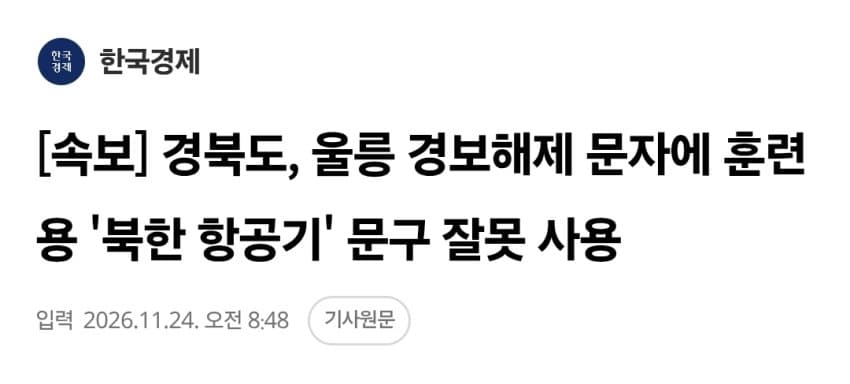 한국
경제
한국경제
[속보] 경북도, 울릉 경보해제 문자에 훈련
용 '북한 항공기' 문구 잘못 사용
입력 2026.11.24. 오전 8:48 기사원문